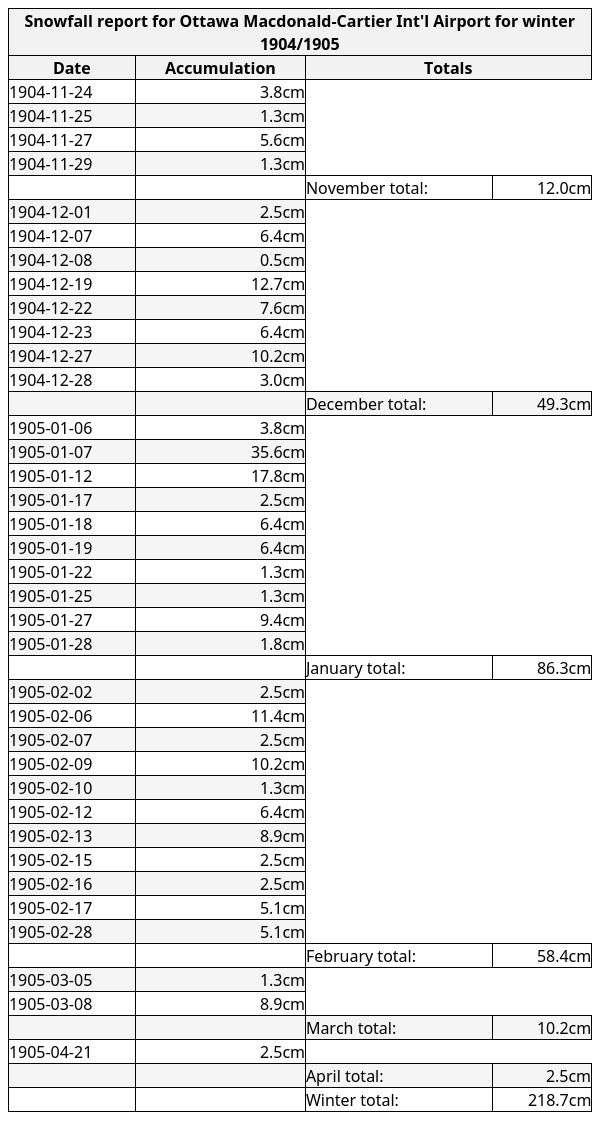 Snowfall report for Ottawa Macdonald-Cartier Int'l Airport for winter
1904/1905
Date Accumulation Totals
1904-11-24 3.8cm
1904-11-25 1.3cm
1904-11-27 5.6cm
1904-11-29 1.3cm
November total: 12.0cm
1904-12-01 2.5cm
1904-12-07 6.4cm
1904-12-08 0.5cm
1904-12-19 12.7cm
1904-12-22 7.6cm
1904-12-23 6.4cm
1904-12-27 10.2cm
1904-12-28 3.0cm
December total: 49.3cm
1905-01-06 3.8cm
1905-01-07 35.6cm
1905-01-12 17.8cm
1905-01-17 2.5cm
1905-01-18 6.4cm
1905-01-19 6.4cm
1905-01-22 1.3cm
1905-01-25 1.3cm
1905-01-27 9.4cm
1905-01-28 1.8cm
January total: 86.3cm
1905-02-02 2.5cm
1905-02-06 11.4cm
1905-02-07 2.5cm
1905-02-09 10.2cm
1905-02-10 1.3cm
1905-02-12 6.4cm
1905-02-13 8.9cm
1905-02-15 2.5cm
1905-02-16 2.5cm
1905-02-17 5.1cm
1905-02-28 5.1cm
February total: 58.4cm
1905-03-05 1.3cm
1905-03-08 8.9cm
March total: 10.2cm
1905-04-21 2.5cm
April total: 2.5cm
Winter total: 218.7cm